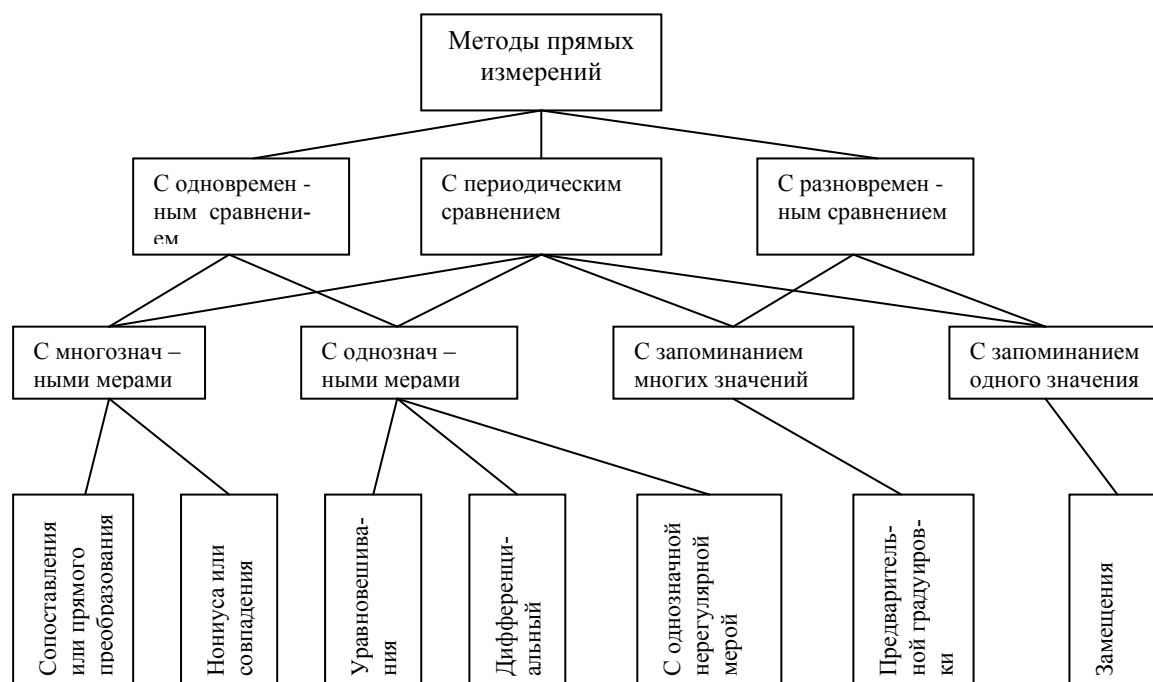 Методы прямых
измерений
С одновремен -
ным сравнени-
ем
С периодическим
сравнением
С разновремен -
ным сравнением
С многознач –
ными мерами
С однознач –
ными мерами
С запоминанием
многих значений
С запоминанием
одного значения
Сопоставления
или прямого
преобразования
Нониуса или
совпадения
Уравновешива-
ния
Дифференци-
альный
С однозначной
нерегулярной
мерой
Предваритель-
ной градуиров-
ки
Замещения